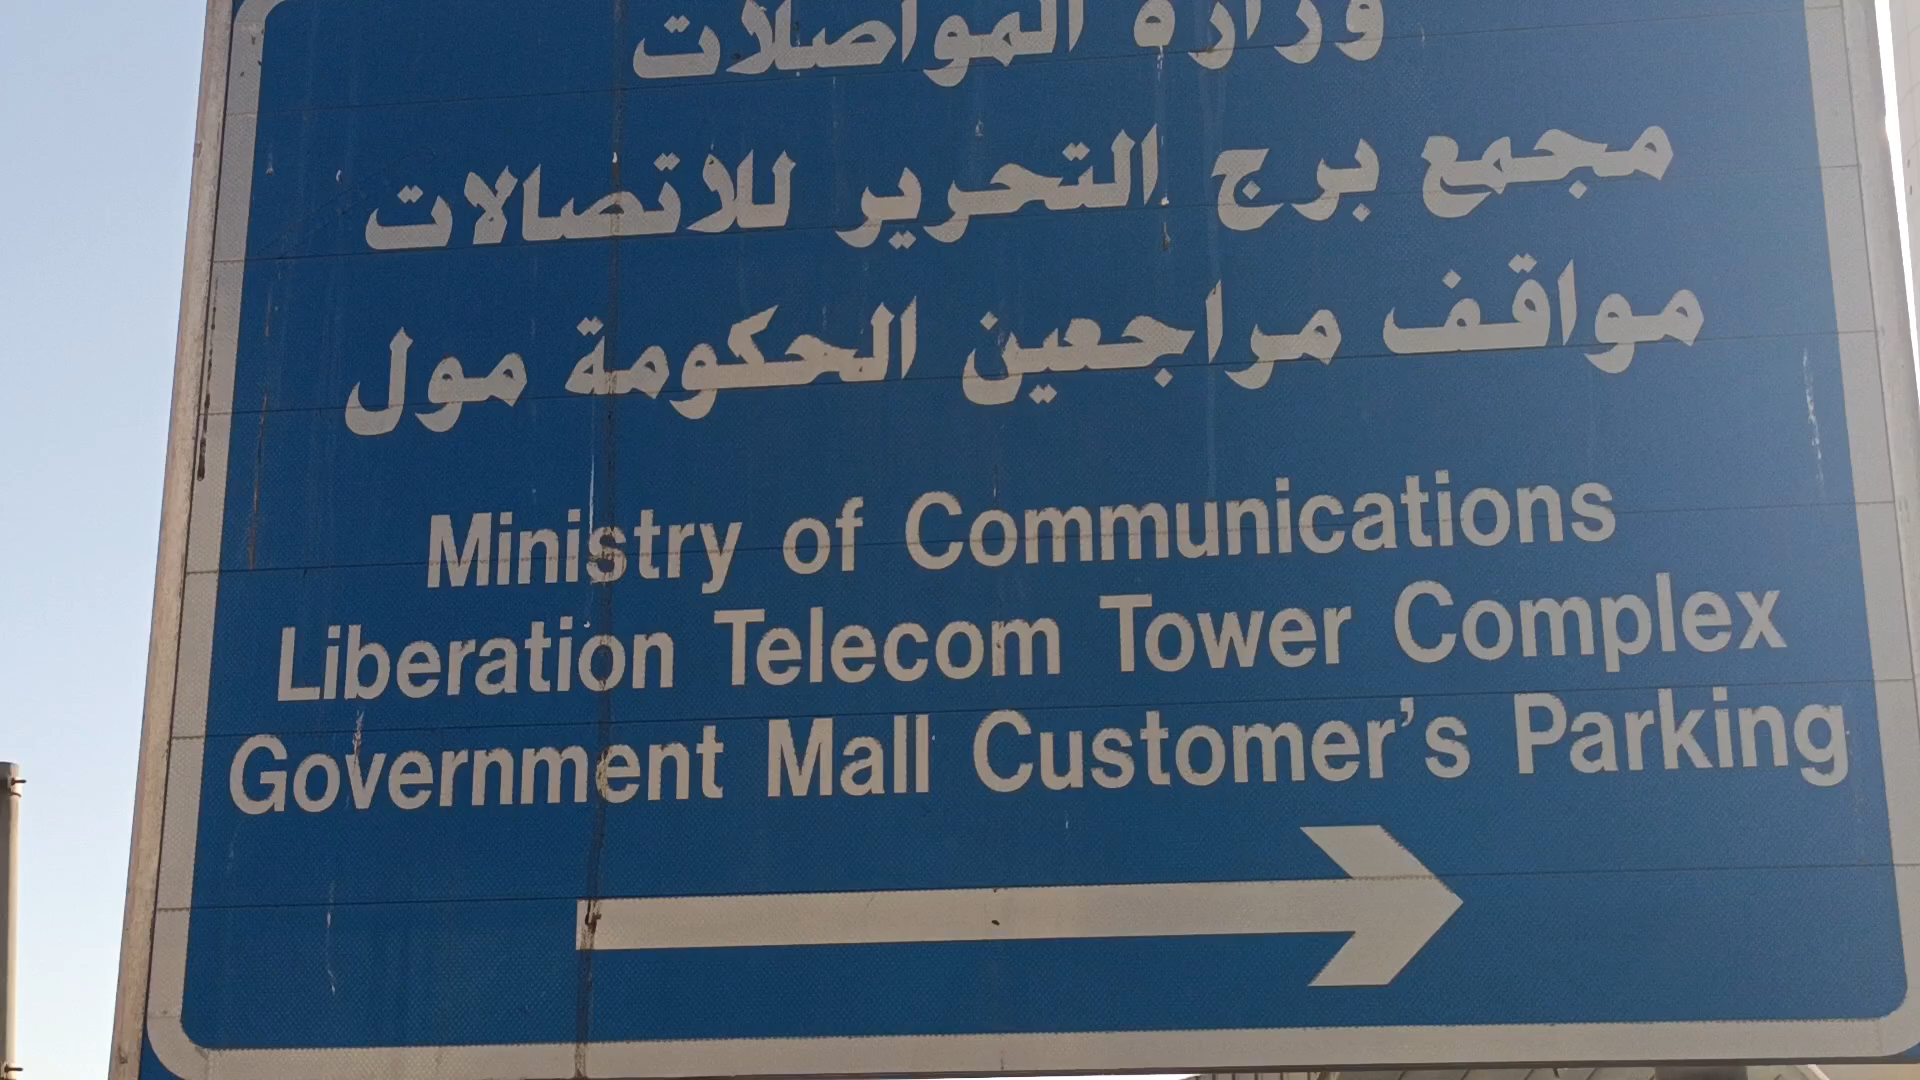 وزارة المواصلات
مجمع برج التحرير للاتصالات
مواقف مراجعين الحكومة مول
Ministry of Communications
Liberation Telecom Tower Complex
Government Mall Customer's Parking